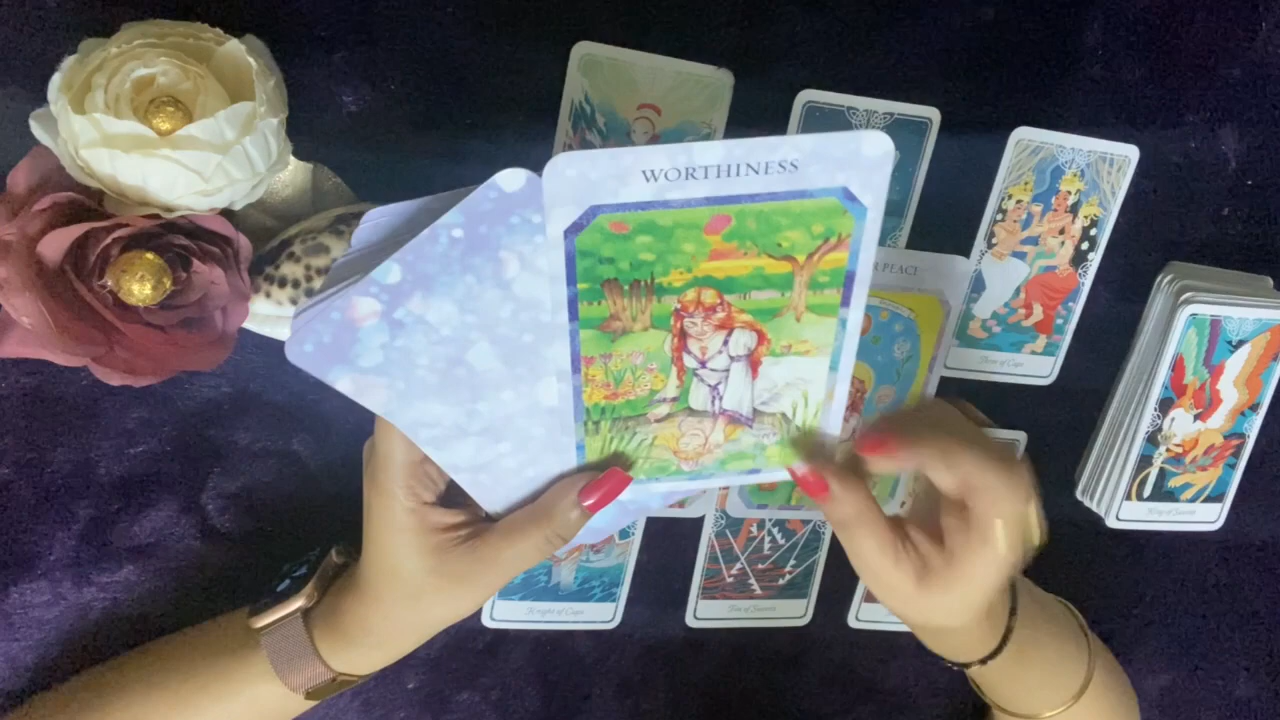 WORTHINESS
R PEACE
Three of Cups
King of Swords
Knight of Cups
Ten of Swords